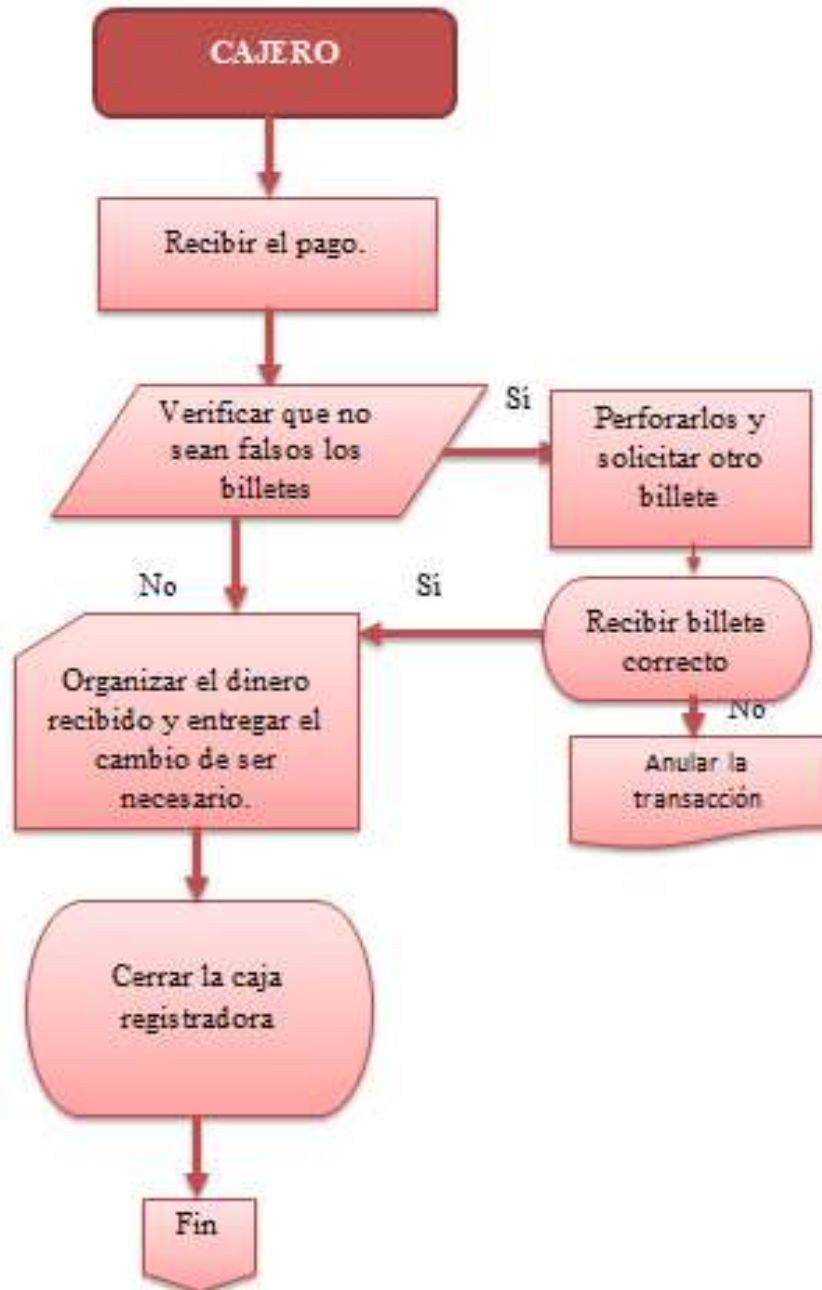 CAJERO
Recibir el pago.
Verificar que no
sean falsos los
billetes
Sí
Perforarlos y
solicitar otro
billete
No
Sí
Recibir billete
correcto
No
Organizar el dinero
recibido y entregar el
cambio de ser
necesario.
Anular la
transacción
Cerrar la caja
registradora
Fin